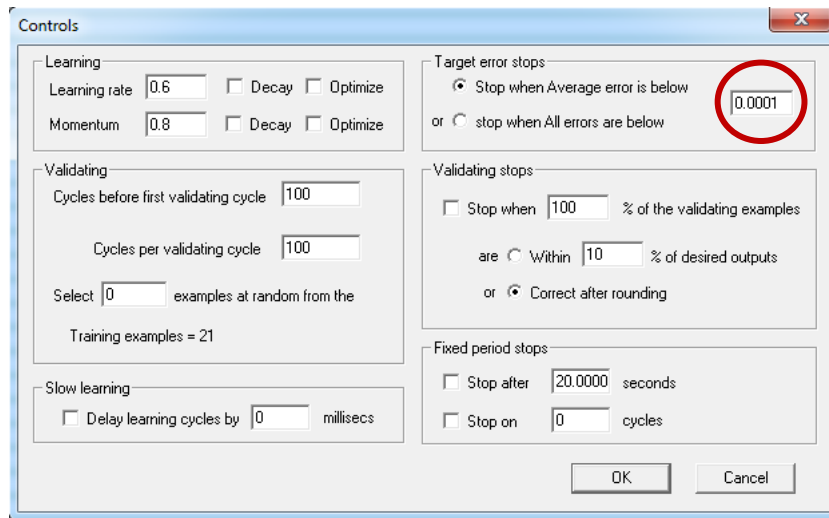 Controls
x
Learning
Learning rate 0.6 Decay Optimize
Momentum 0.8 Decay Optimize
Target error stops
Stop when Average error is below
0.0001
or stop when All errors are below
Validating
Cycles before first validating cycle 100
Cycles per validating cycle 100
Select 0 examples at random from the
Training examples = 21
Validating stops
Stop when 100 % of the validating examples
are Within 10 % of desired outputs
or Correct after rounding
Slow learning
Delay learning cycles by 0 millisecs
Fixed period stops
Stop after 20.0000 seconds
Stop on 0 cycles
OK Cancel